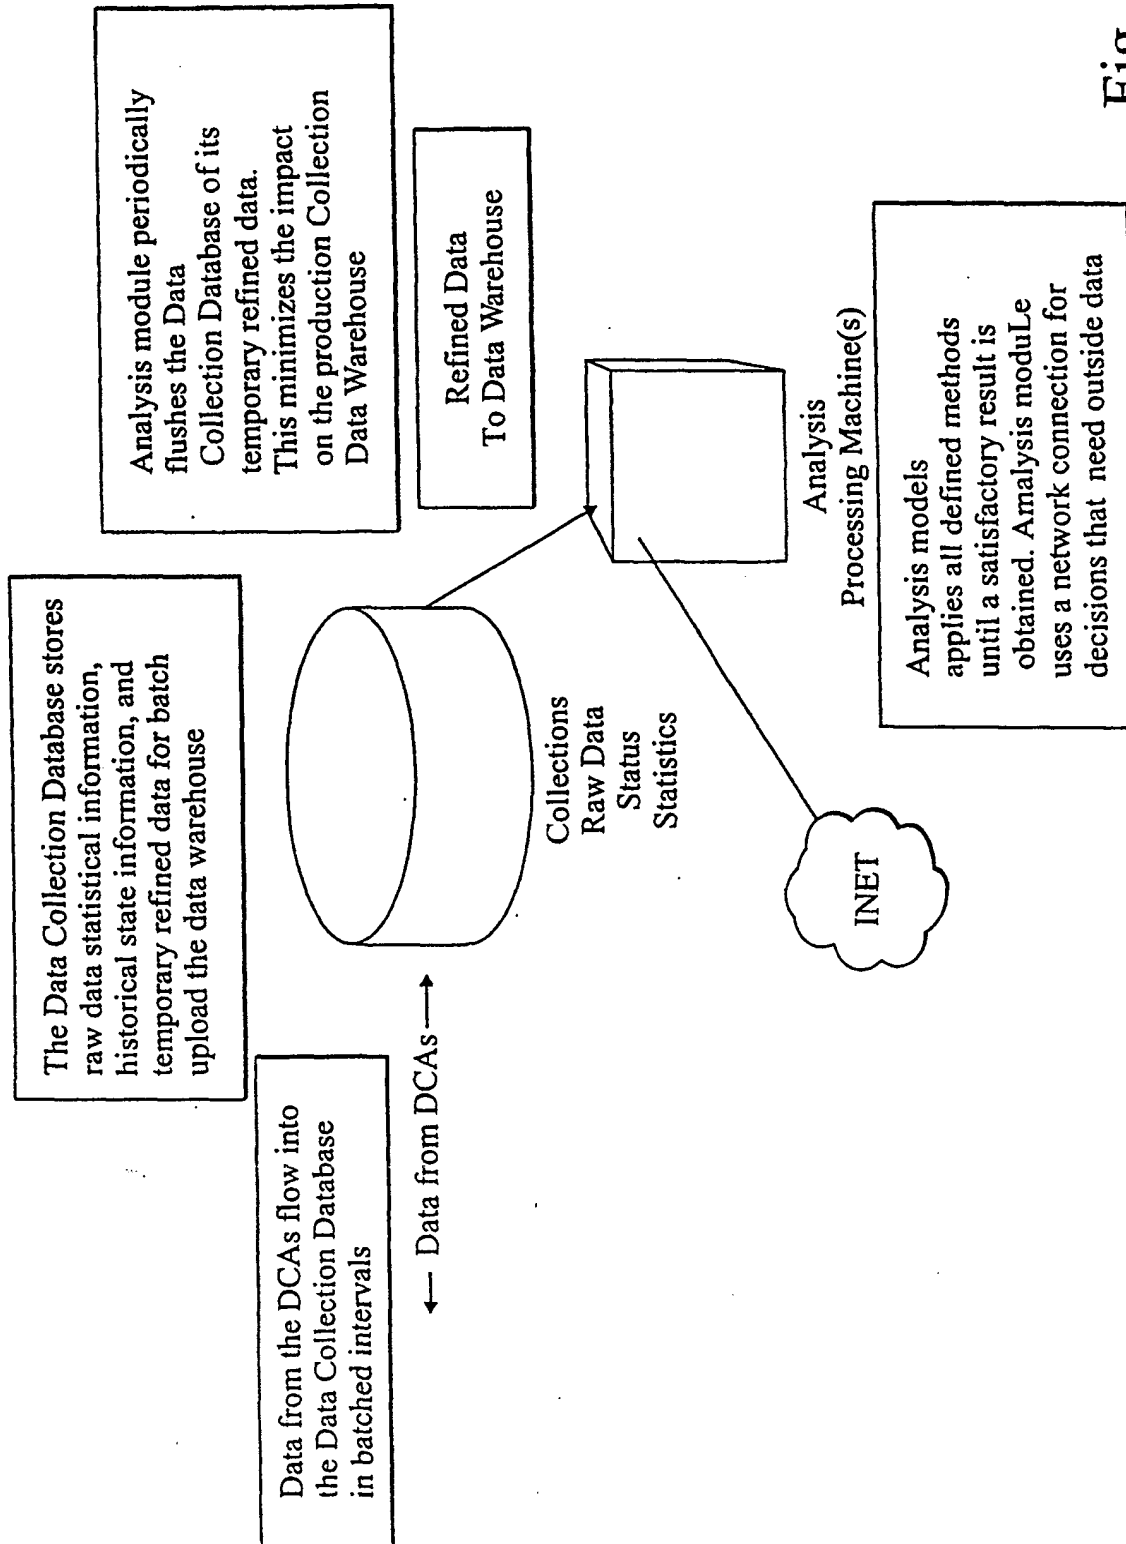 The Data Collection Database stores
raw data statistical information,
historical state information, and
temporary refined data for batch
upload the data warehouse
Analysis module periodically
flushes the Data
Collection Database of its
temporary refined data.
This minimizes the impact
on the production Collection
Data Warehouse
Data from the DCAs flow into
the Data Collection Database
in batched intervals
Data from DCAs
Refined Data
To Data Warehouse
Collections
Raw Data
Status
Statistics
Analysis
Processing Machine(s)
INET
Analysis models
applies all defined methods
until a satisfactory result is
obtained. Amalysis moduLe
uses a network connection for
decisions that need outside data
Fig